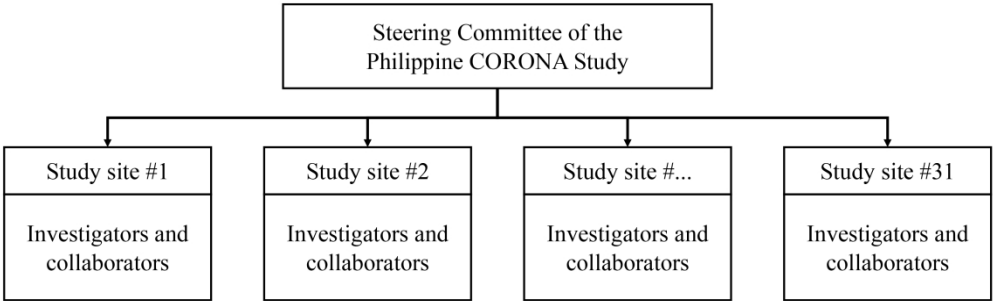 Steering Committee of the
Philippine CORONA Study
Study site #1
Investigators and
collaborators
Study site #2
Investigators and
collaborators
Study site #...
Investigators and
collaborators
Study site #31
Investigators and
collaborators